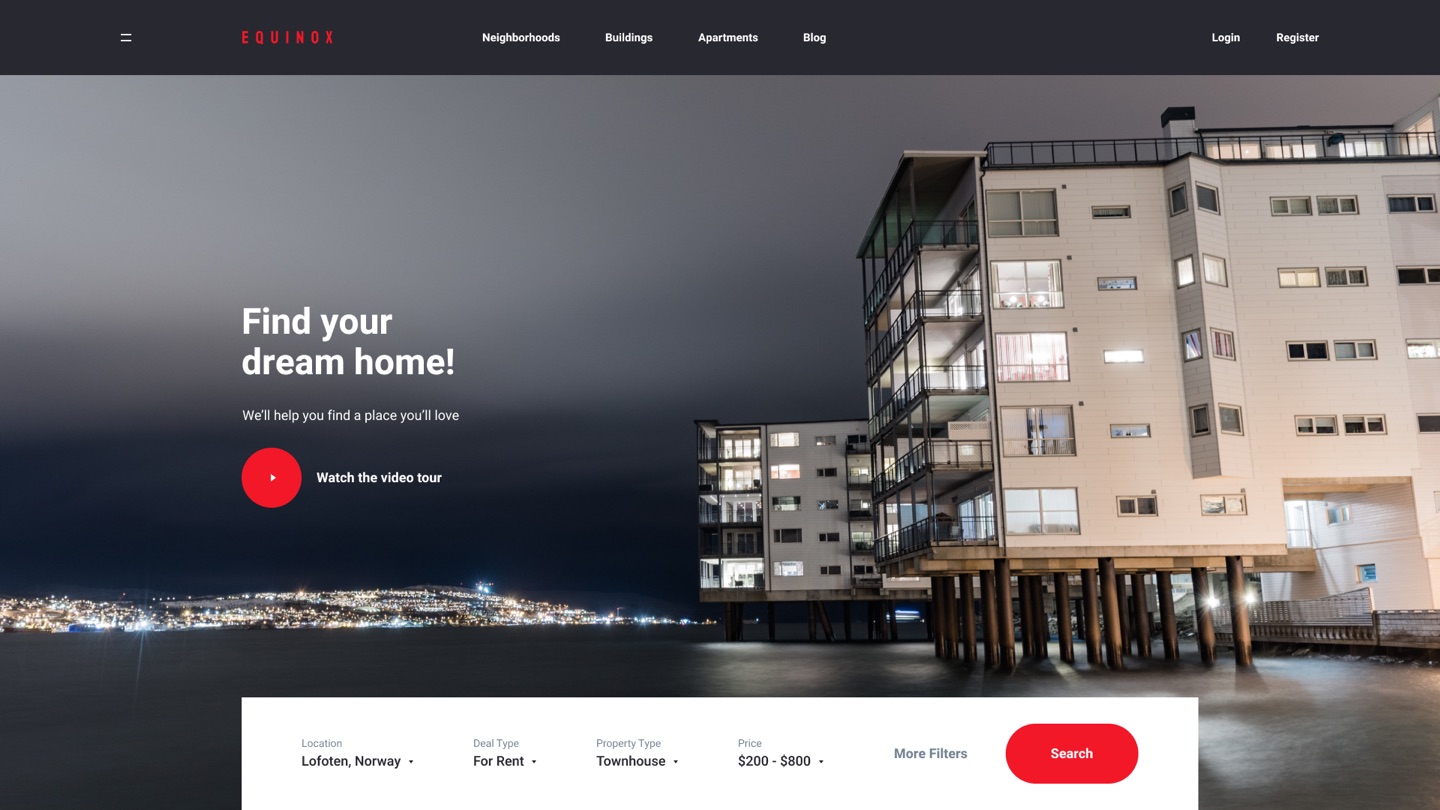 EQUINOX
Neighborhoods
Buildings
Apartments
Blog
Login
Register
Find your
dream home!
We'll help you find a place you'll love
Watch the video tour
Location
Lofoten, Norway
Deal Type
For Rent
Property Type
Townhouse
Price
$200 - $800
More Filters
Search